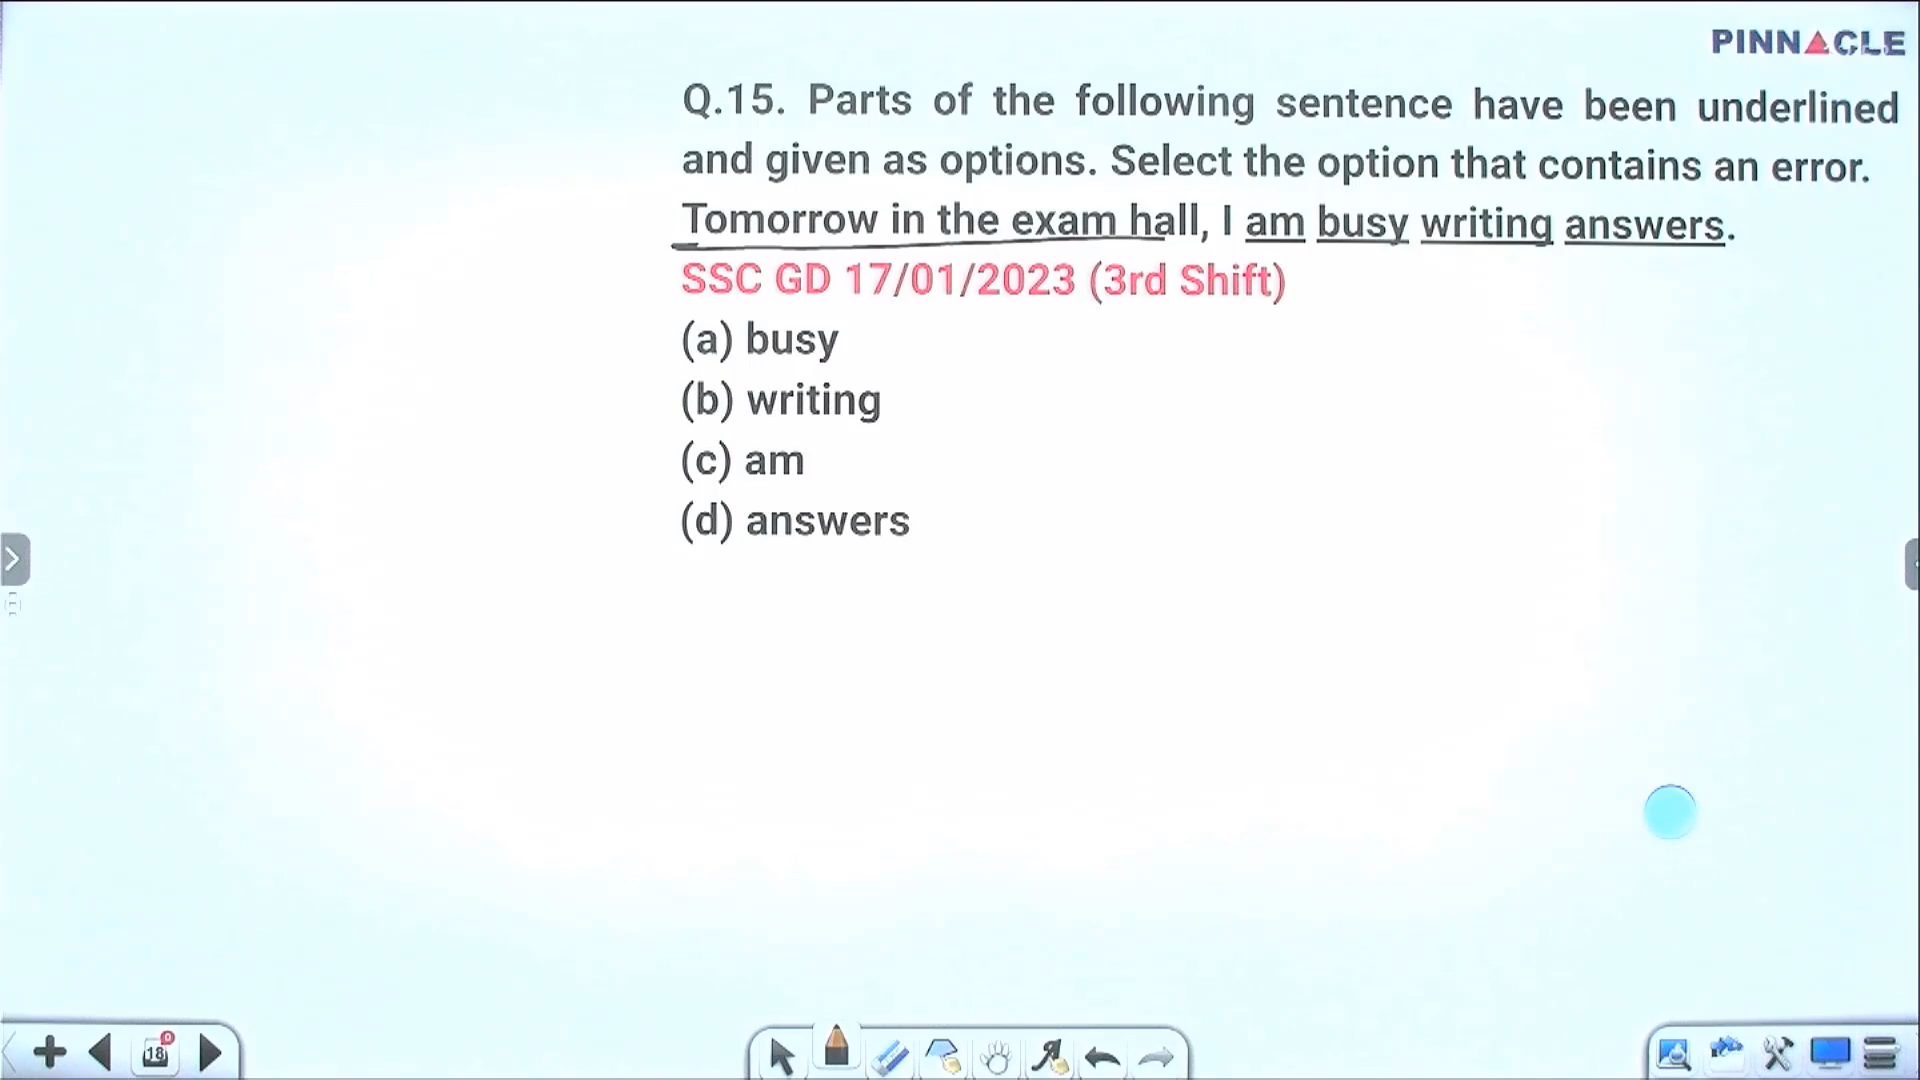 PINNACLE
Q.15. Parts of the following sentence have been underlined
and given as options. Select the option that contains an error.
Tomorrow in the exam hall, I am busy writing answers.
SSC GD 17/01/2023 (3rd Shift)
(a) busy
(b) writing
(c) am
(d) answers
18
0